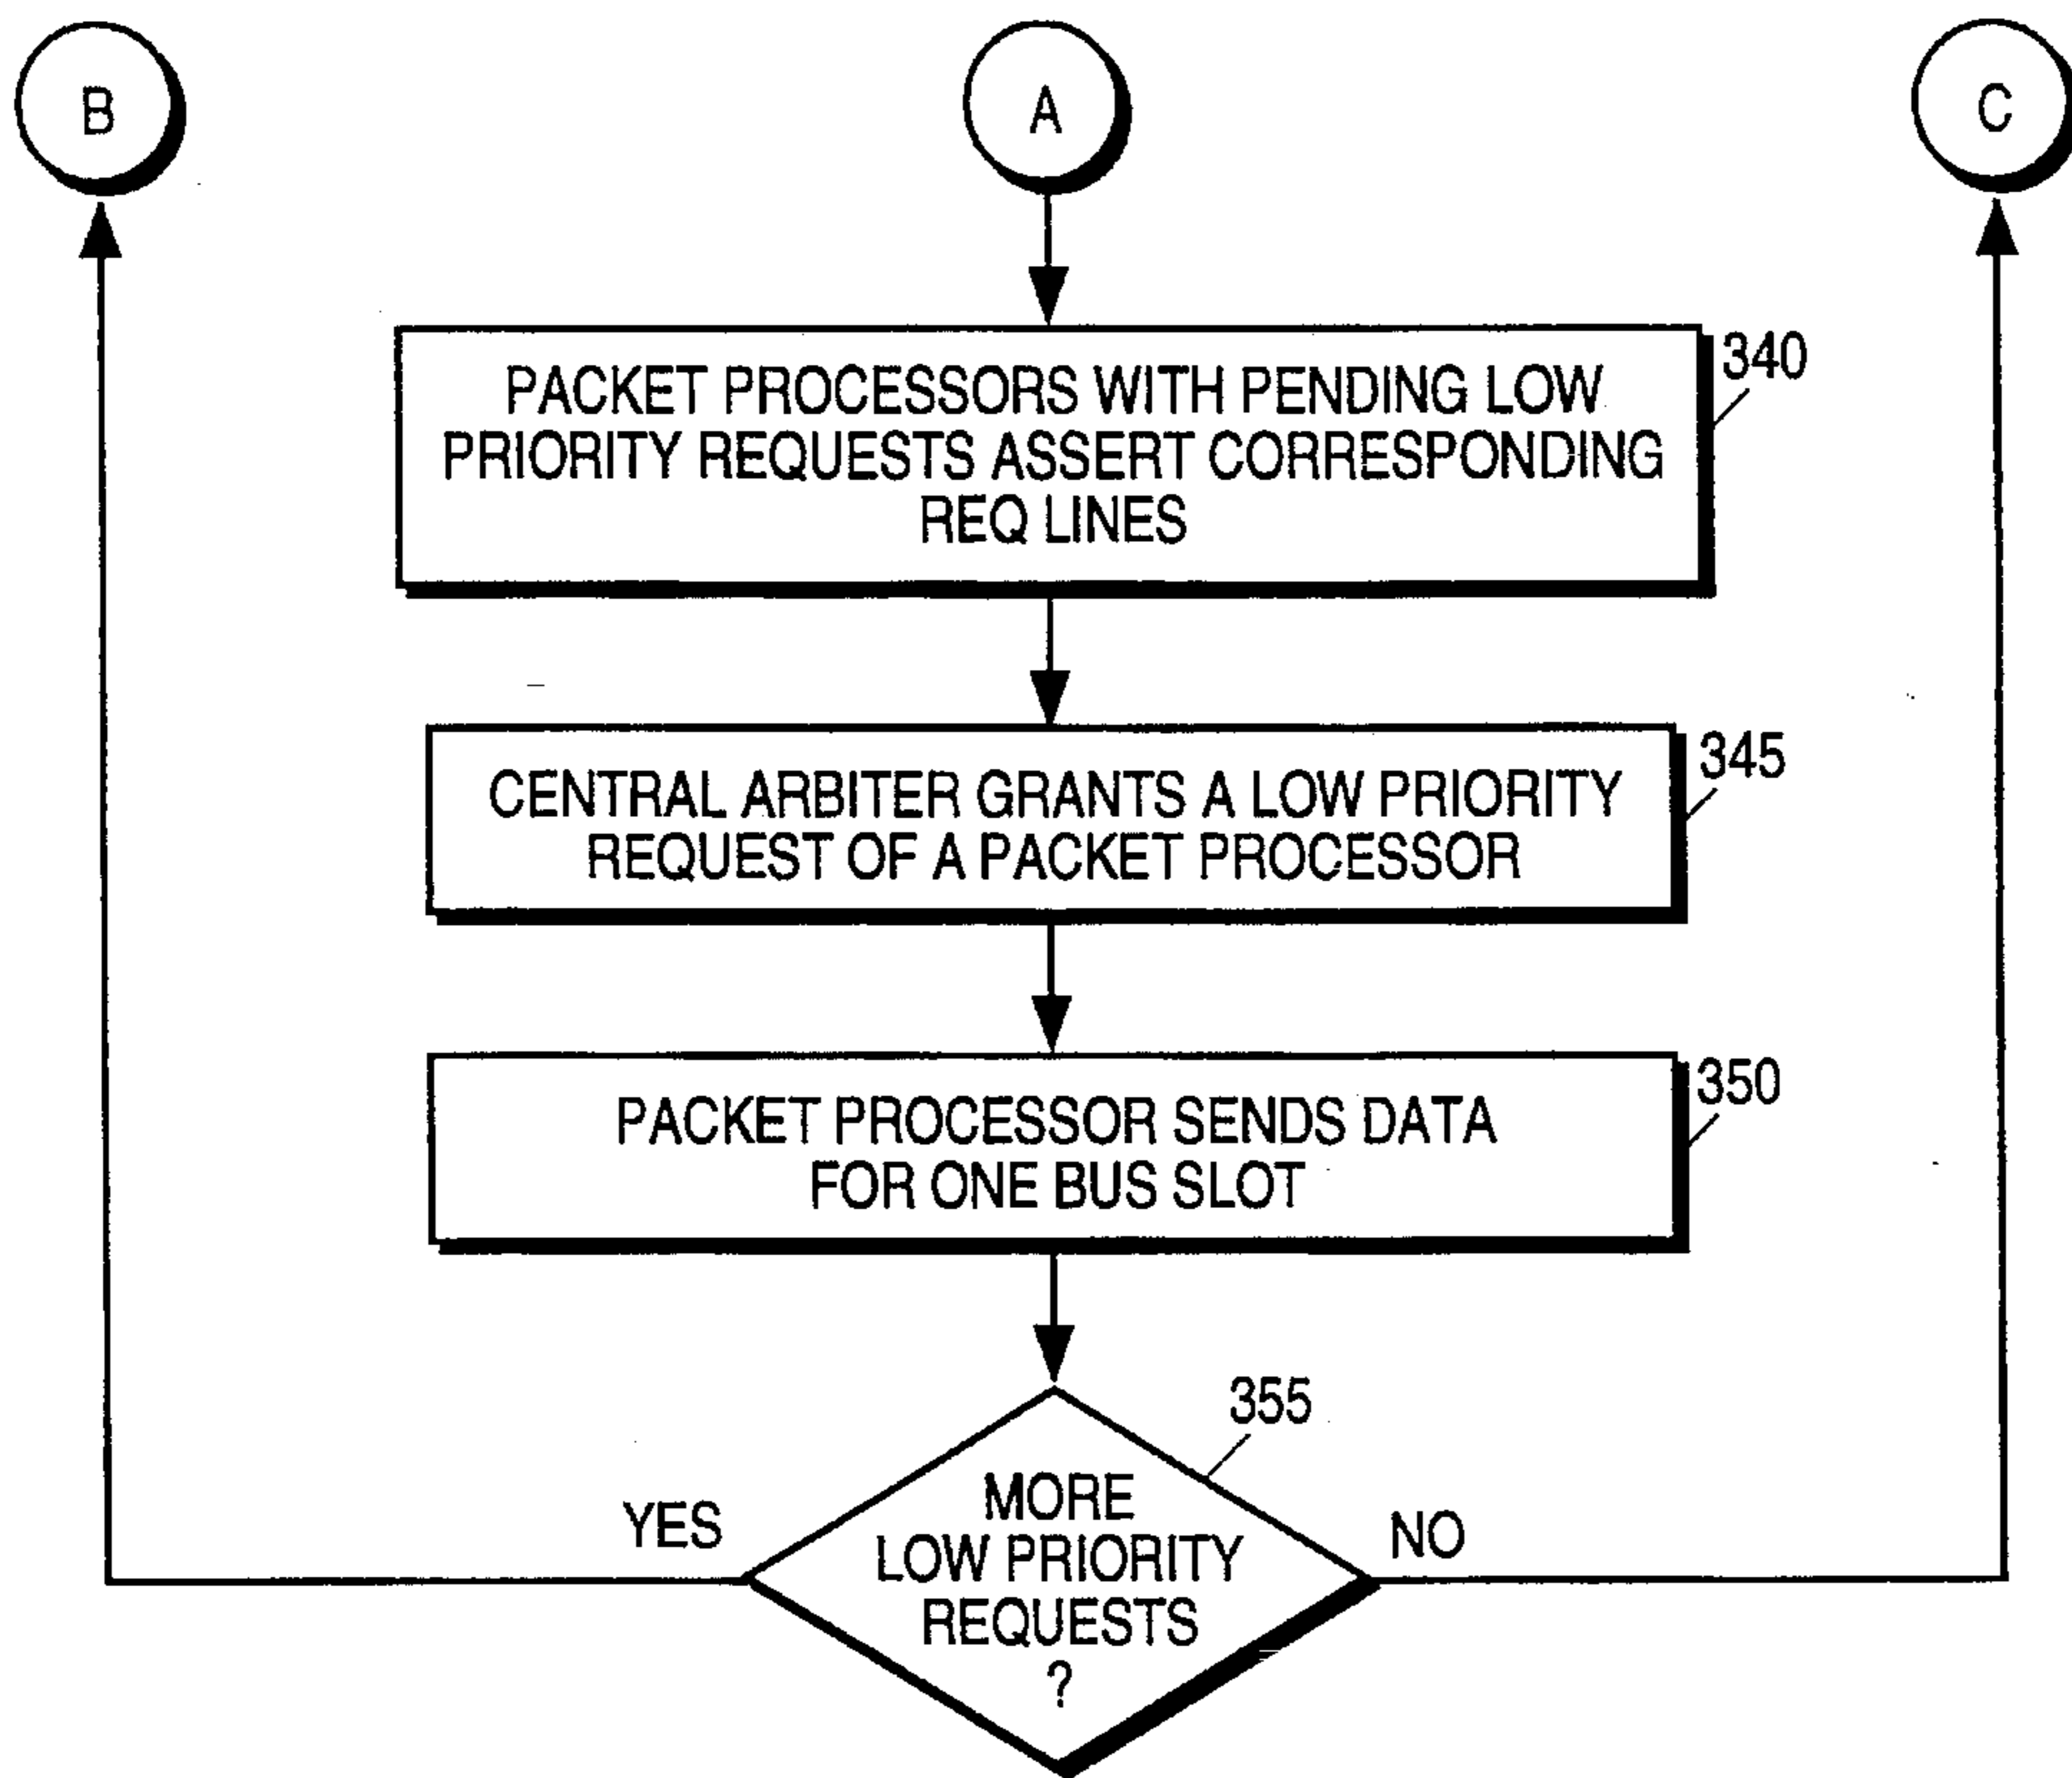 B
A
C
PACKET PROCESSORS WITH PENDING LOW
PRIORITY REQUESTS ASSERT CORRESPONDING
REQ LINES
340
CENTRAL ARBITER GRANTS A LOW PRIORITY
REQUEST OF A PACKET PROCESSOR
345
PACKET PROCESSOR SENDS DATA
FOR ONE BUS SLOT
350
355
MORE
LOW PRIORITY
REQUESTS
?
YES
NO